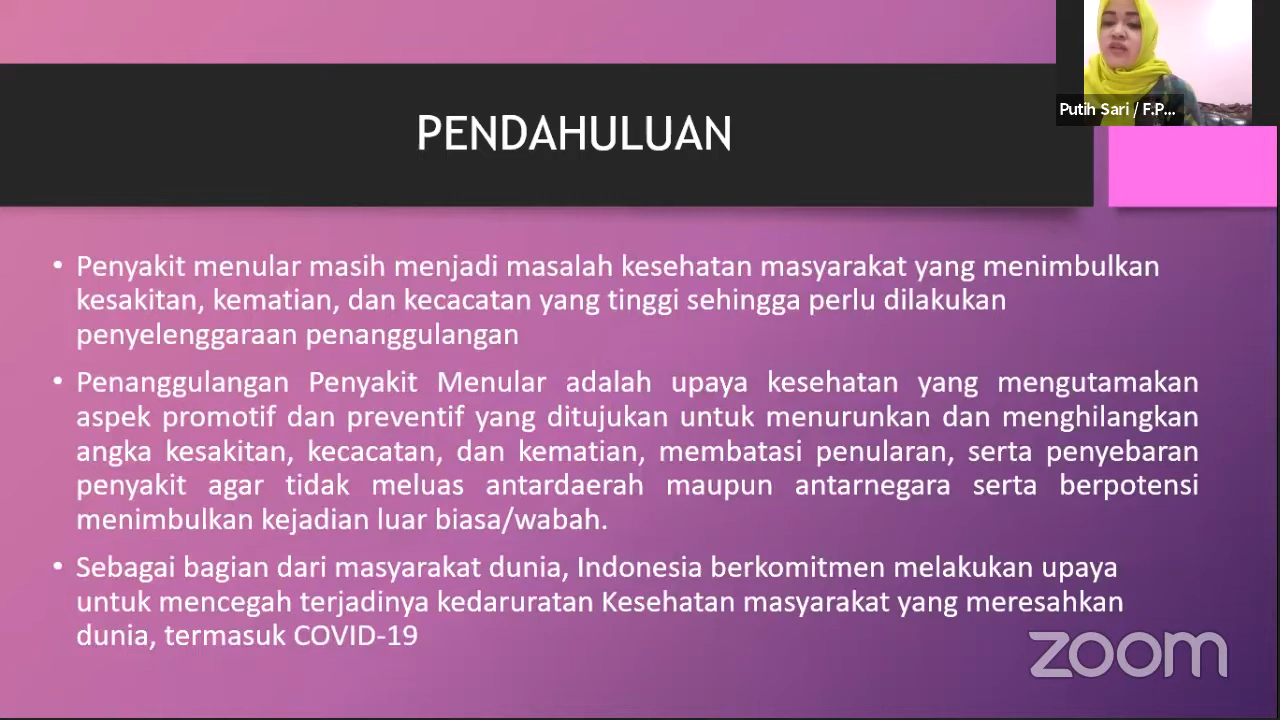 Putih Sari / F.P...
PENDAHULUAN
• Penyakit menular masih menjadi masalah kesehatan masyarakat yang menimbulkan
kesakitan, kematian, dan kecacatan yang tinggi sehingga perlu dilakukan
penyelenggaraan penanggulangan
• Penanggulangan Penyakit Menular adalah upaya kesehatan yang mengutamakan
aspek promotif dan preventif yang ditujukan untuk menurunkan dan menghilangkan
angka kesakitan, kecacatan, dan kematian, membatasi penularan, serta penyebaran
penyakit agar tidak meluas antardaerah maupun antarnegara serta berpotensi
menimbulkan kejadian luar biasa/wabah.
• Sebagai bagian dari masyarakat dunia, Indonesia berkomitmen melakukan upaya
untuk mencegah terjadinya kedaruratan Kesehatan masyarakat yang meresahkan
dunia, termasuk COVID-19
zoom